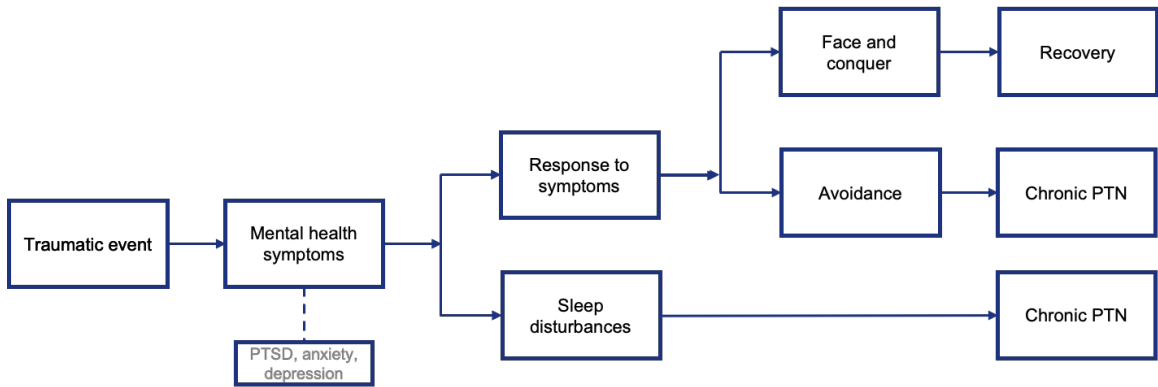 Traumatic event
Mental health
symptoms
PTSD, anxiety,
depression
Response to
symptoms
Sleep
disturbances
Face and
conquer
Recovery
Avoidance
Chronic PTN
Chronic PTN